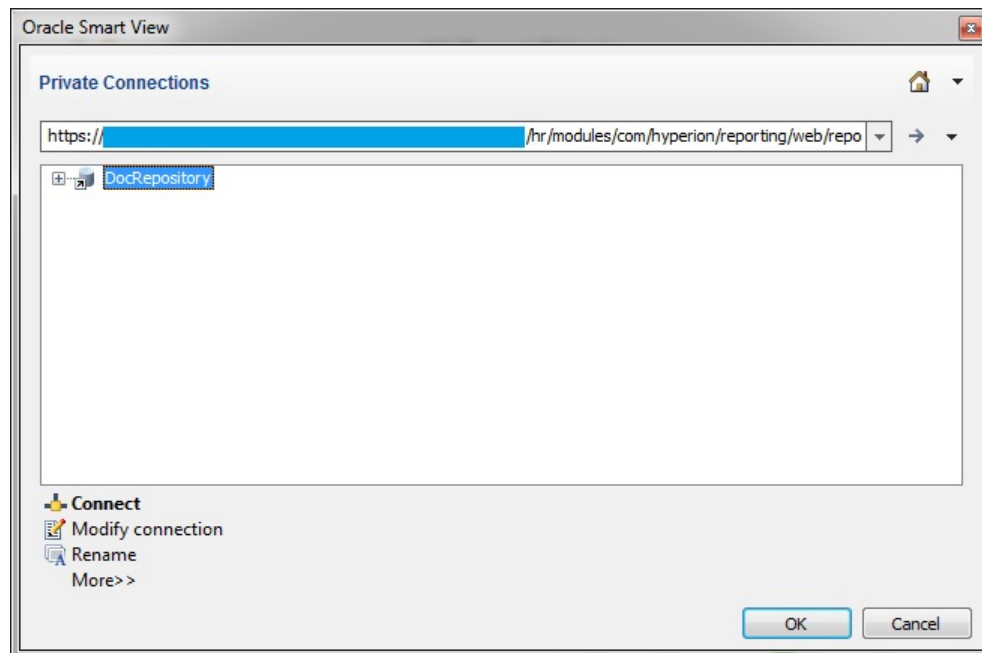 Oracle Smart View
Private Connections
https:// /hr/modules/com/hyperion/reporting/web/repo
DocRepository
Connect
Modify connection
Rename
More>>
OK Cancel